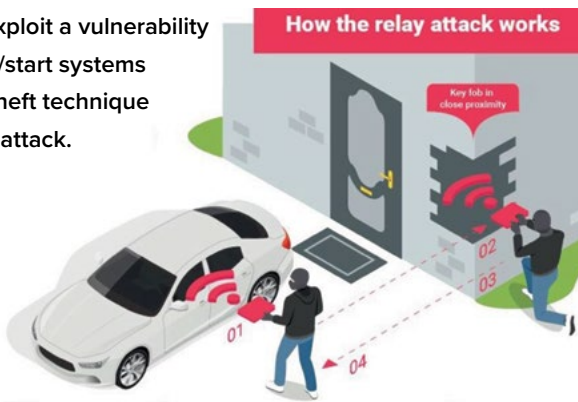 xploit a vulnerability
/start systems
heft technique
attack.
How the relay attack works
Key fob in
close proximity
01
02
03
04